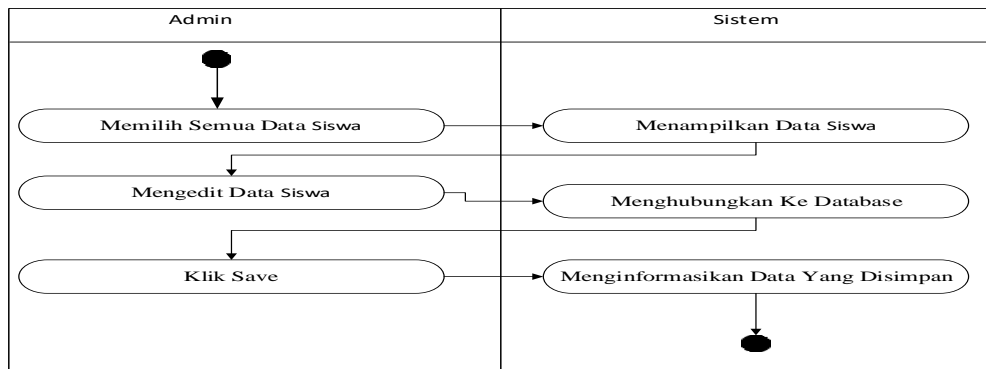 Admin
Sistem
Memilih Semua Data Siswa
Menampilkan Data Siswa
Mengedit Data Siswa
Menghubungkan Ke Database
Klik Save
Menginformasikan Data Yang Disimpan